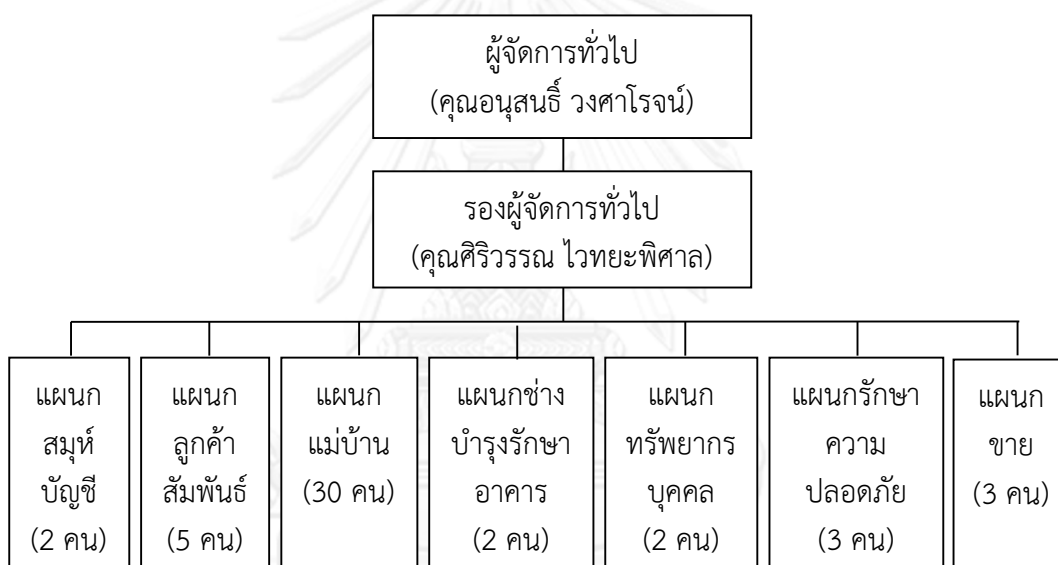 ผู้จัดการทั่วไป
(คุณอนุสนธิ์ วงศาโรจน์)
รองผู้จัดการทั่วไป
(คุณศิริวรรณ ไวทยะพิศาล)
แผนก
สมุห์
บัญชี
(2 คน)
แผนก
ลูกค้า
สัมพันธ์
(5 คน)
แผนก
แม่บ้าน
(30 คน)
แผนกช่าง
บำรุงรักษา
อาคาร
(2 คน)
แผนก
ทรัพยากร
บุคคล
(2 คน)
แผนกรักษา
ความ
ปลอดภัย
(3 คน)
แผนก
ขาย
(3 คน)